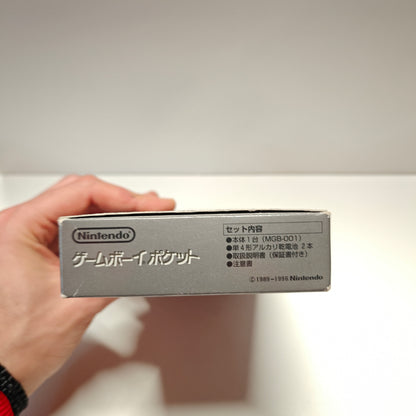 Nintendo
ゲームボーイポケット
セット内容
●本体1台(MGB-001)
●単4形アルカリ乾電池 2本
●取扱説明書(保証書付き)
●注意書
©1989-1996 Nintendo